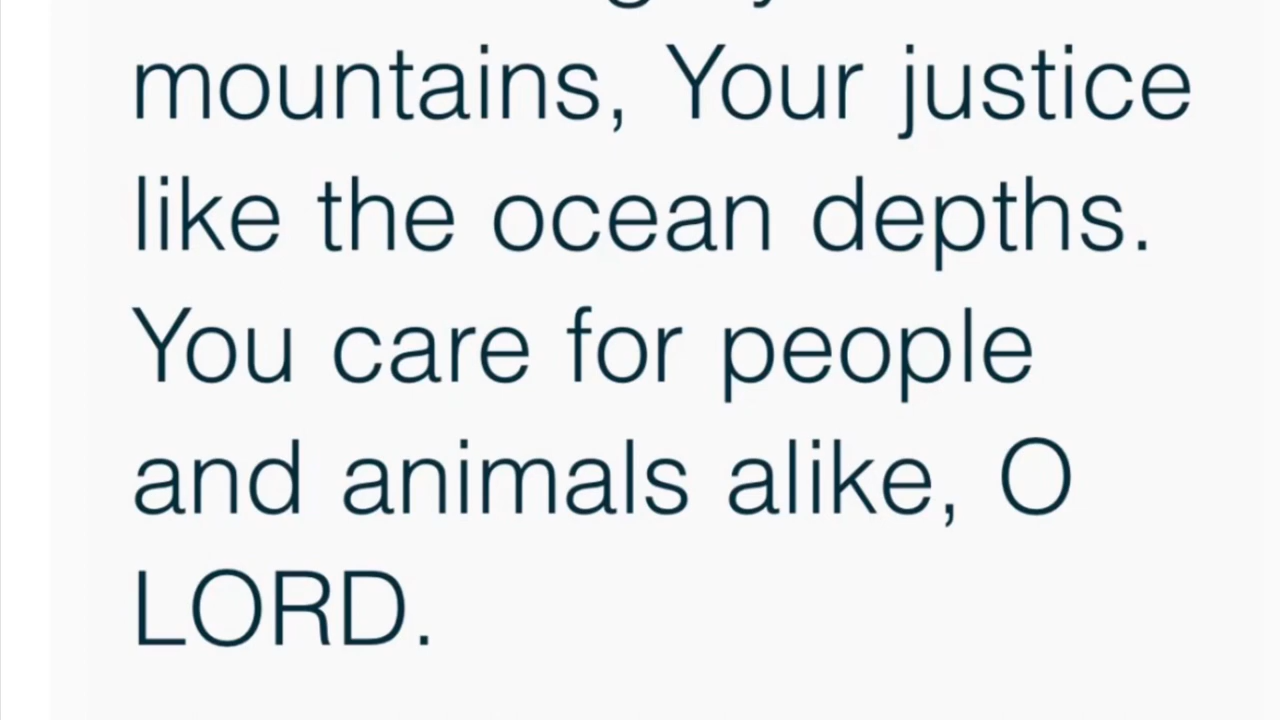 mountains, Your justice
like the ocean depths.
You care for people
and animals alike, O
LORD.